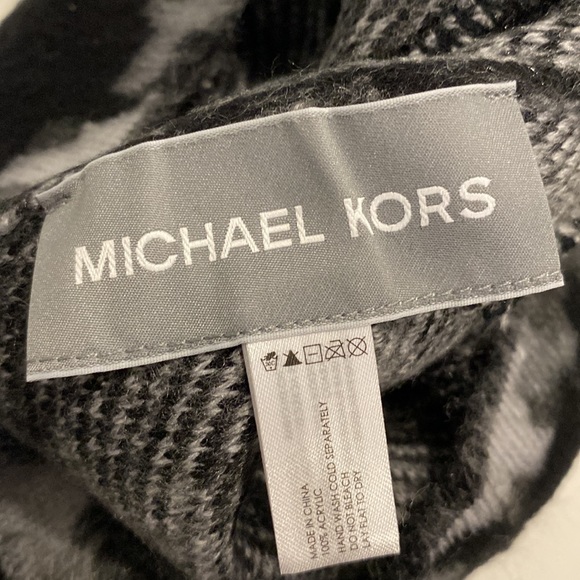 MICHAEL KORS
MADE IN CHINA
100% ACRYLIC
HAND WASH COLD SEPARATELY
DO NOT BLEACH
LAY FLAT TO DRY